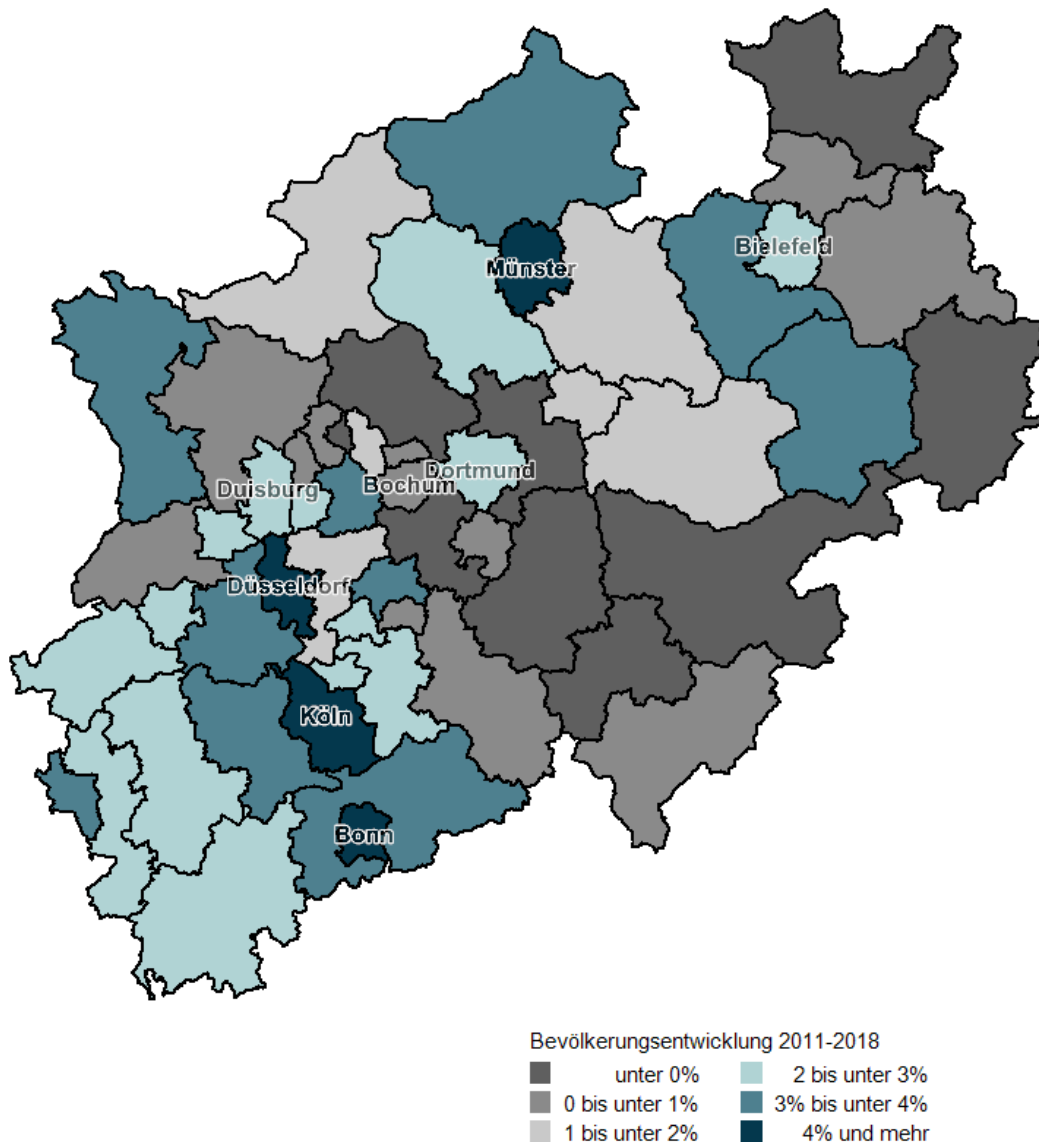 Bielefeld
Münster
Dortmund
Bochum
Duisburg
Düsseldorf
Köln
Bonn
Bevölkerungsentwicklung 2011-2018
unter 0% 2 bis unter 3%
0 bis unter 1% 3% bis unter 4%
1 bis unter 2% 4% und mehr